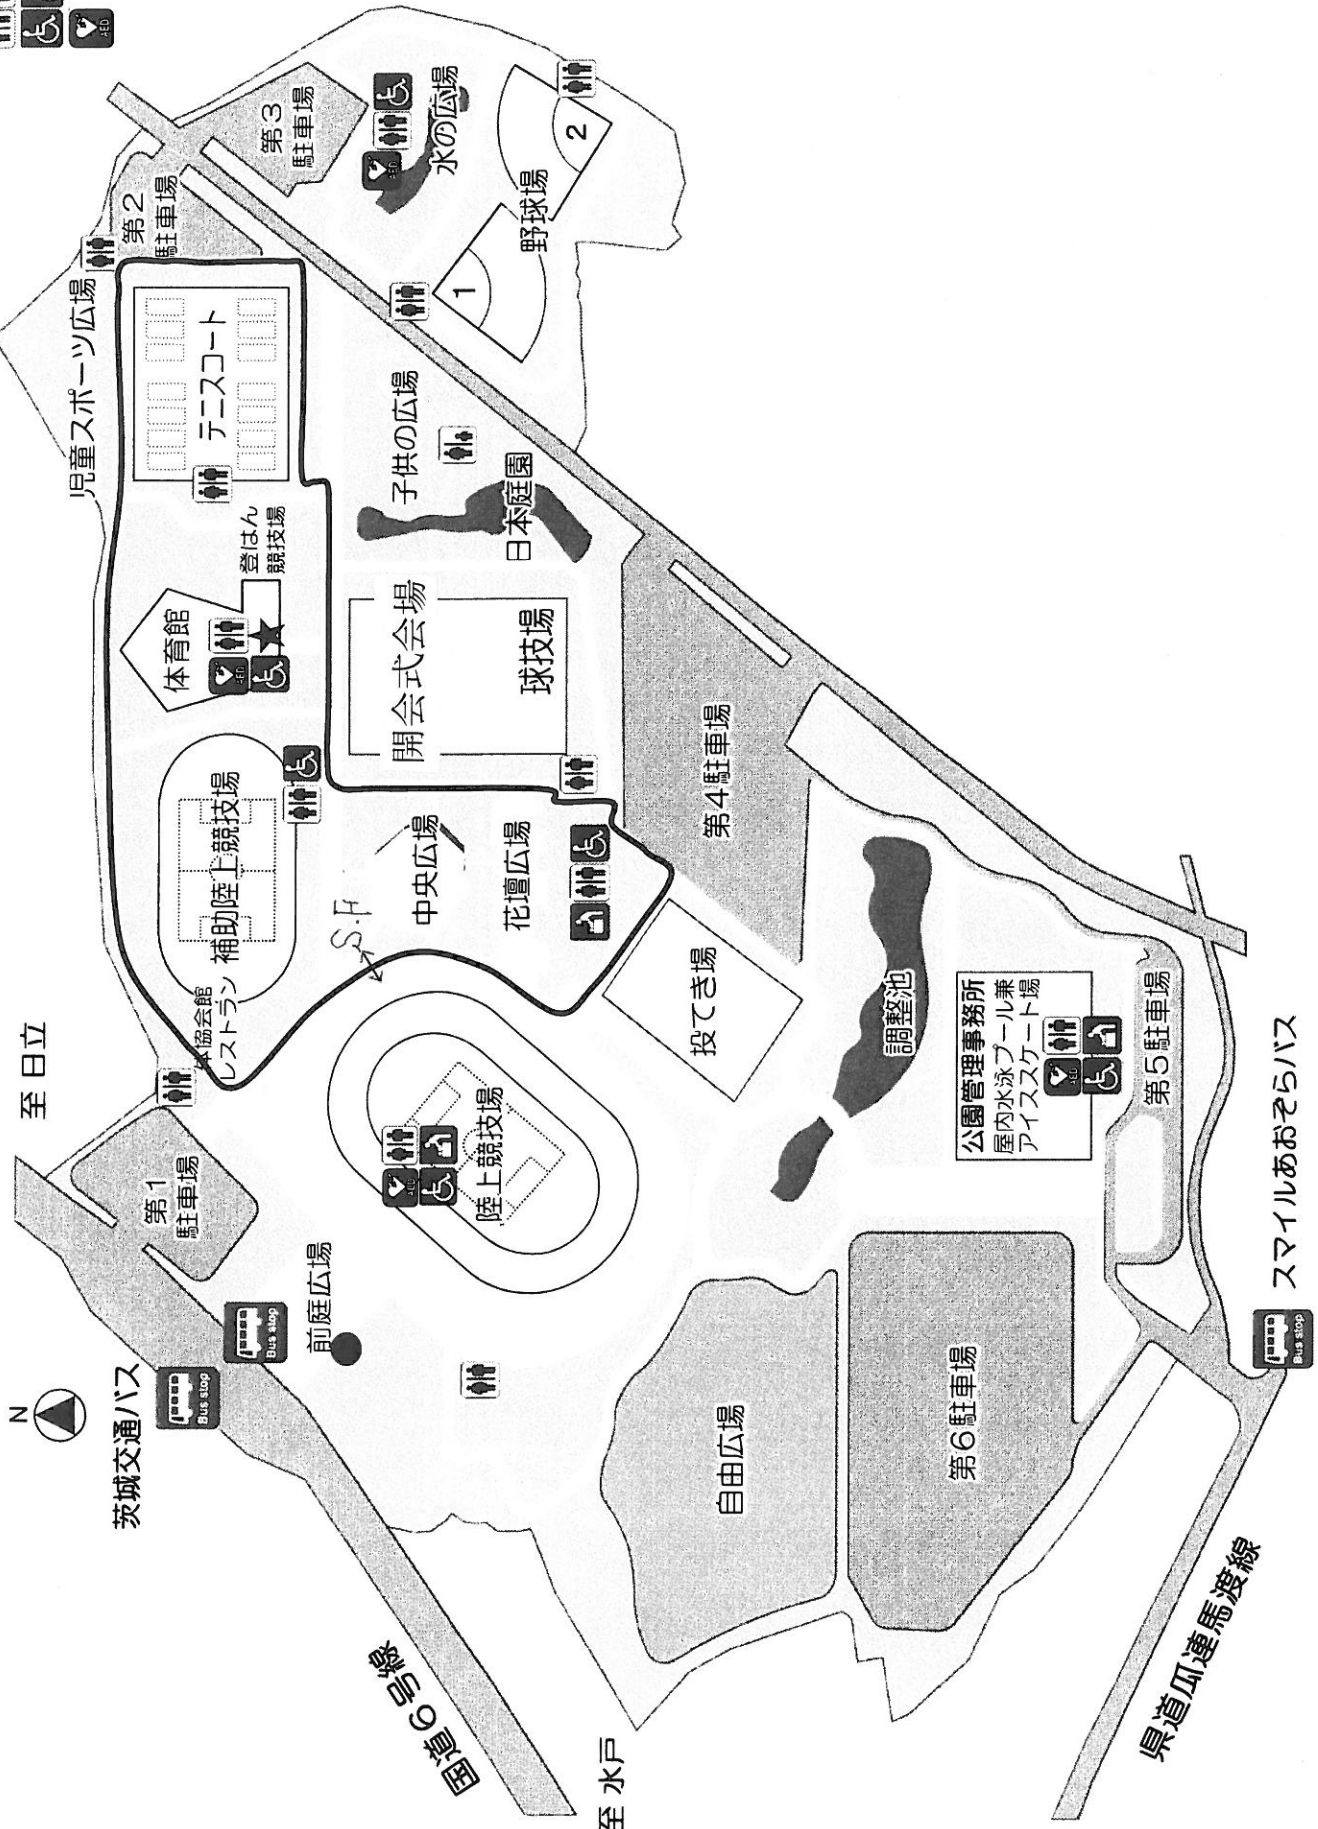 N
至 日立
茨城交通バス
Bus stop
Bus stop
国道6号線
至 水戸
第1
駐車場
前庭広場
体協会館
レストラン
補助陸上競技場
体育館
AED
登はん
競技場
児童スポーツ広場
テニスコート
第2
駐車場
第3
駐車場
AED
AED
水の広場
野球場
1
2
子供の広場
日本庭園
開会式会場
球技場
S.F
中央広場
花壇広場
陸上競技場
AED
投てき場
第4駐車場
調整池
公園管理事務所
屋内水泳プール兼
アイススケート場
AED
第5駐車場
自由広場
第6駐車場
スマイルあおぞらバス
Bus stop
県道瓜連馬渡線